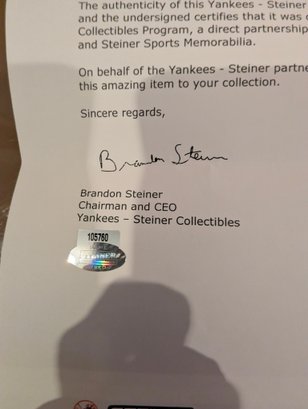 The authenticity of this Yankees - Steiner
and the undersigned certifies that it was
Collectibles Program, a direct partnership
and Steiner Sports Memorabilia.
On behalf of the Yankees - Steiner partne
this amazing item to your collection.
Sincere regards,
Brandon Steiner
Brandon Steiner
Chairman and CEO
Yankees – Steiner Collectibles
105760
STEINER